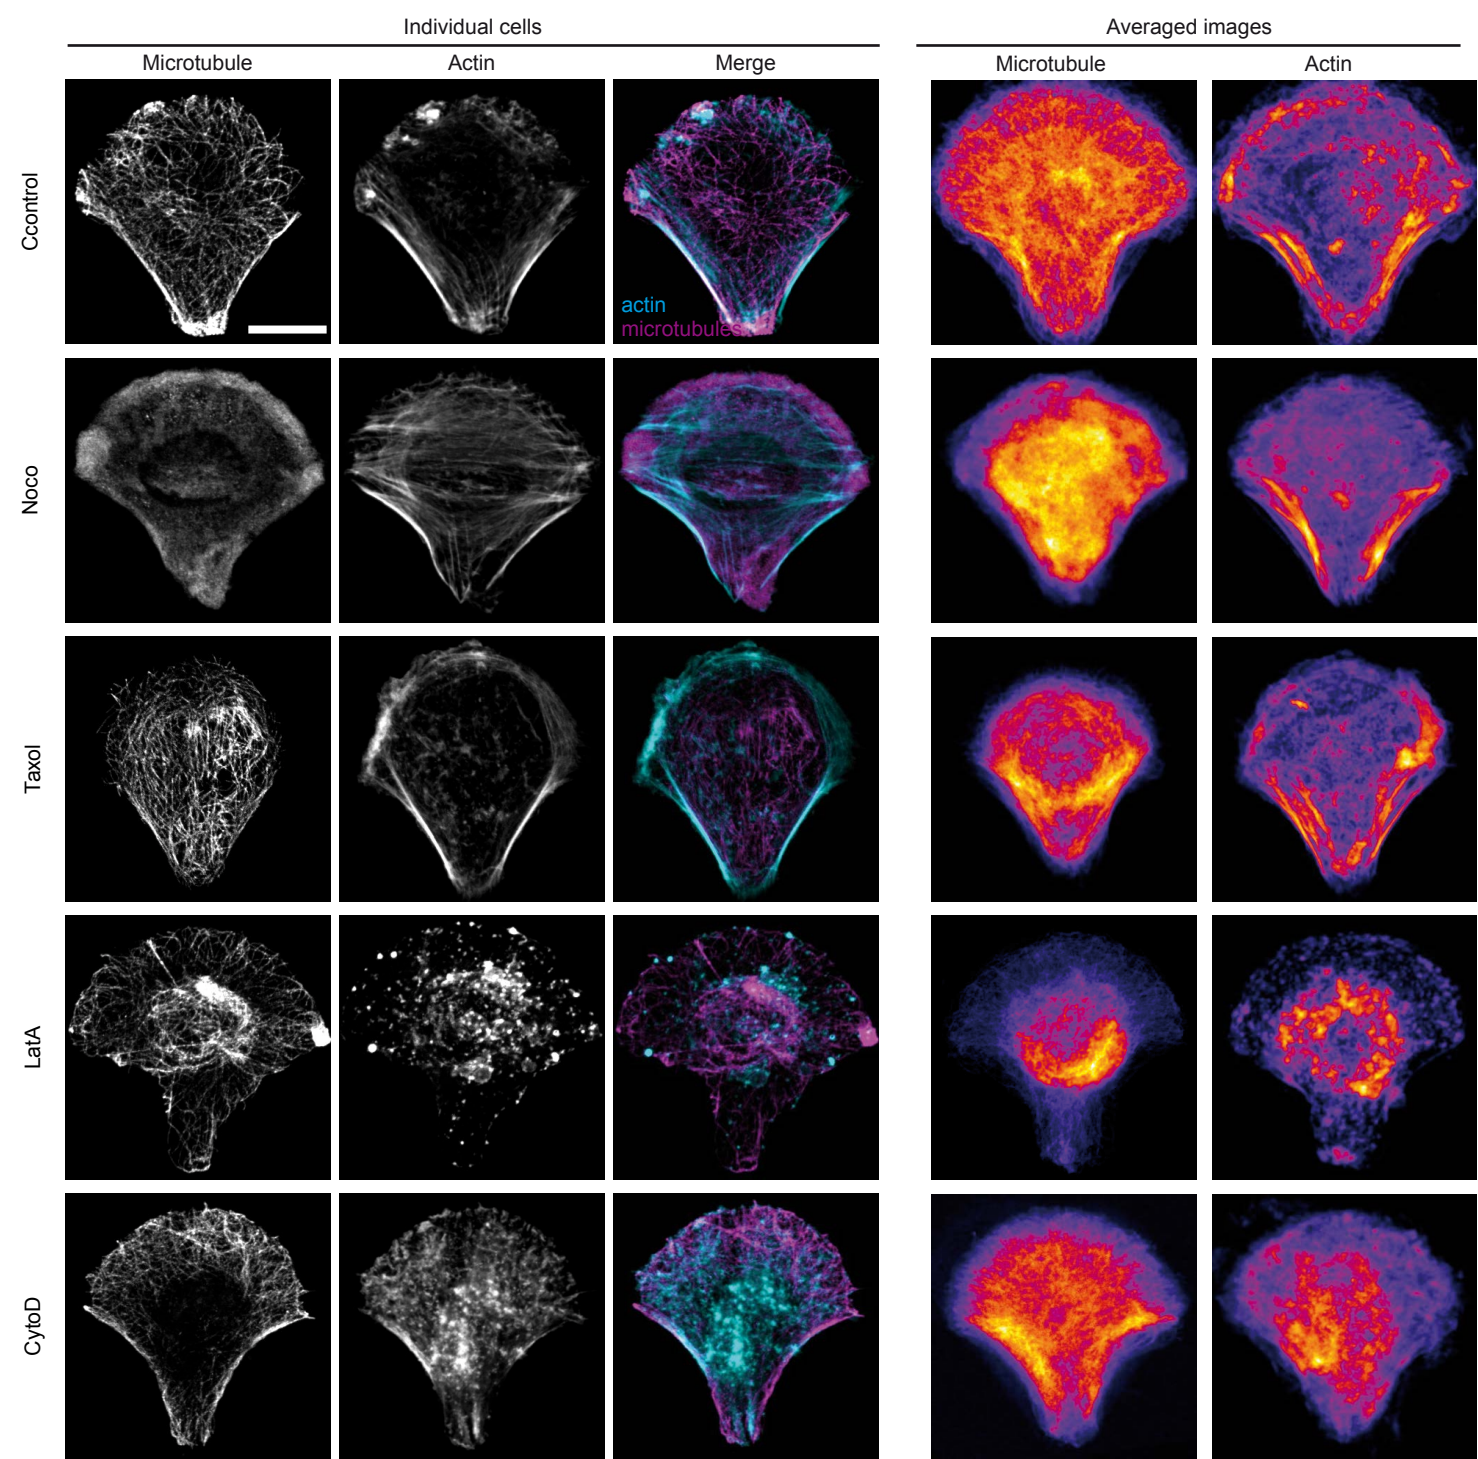 Individual cells
Averaged images
Microtubule
Actin
Merge
Microtubule
Actin
Ccontrol
actin
microtubules
Noco
Taxol
LatA
CytoD